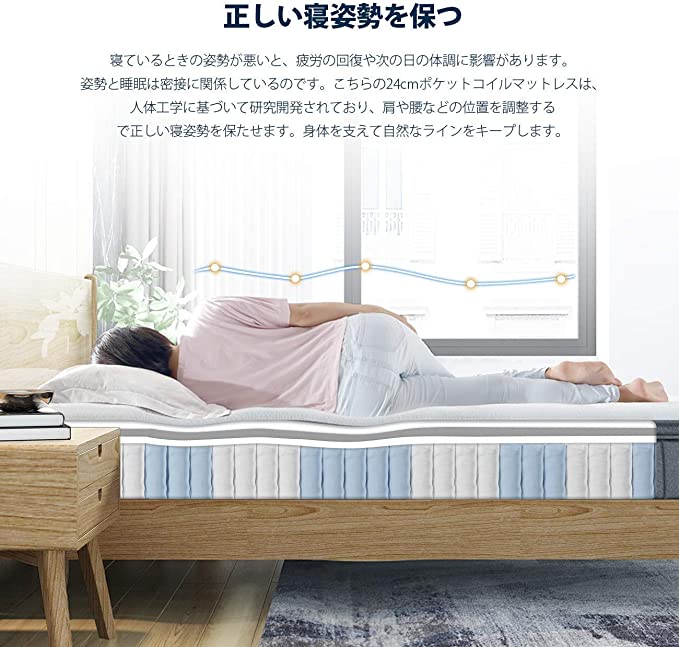 正しい寝姿勢を保つ
寝ているときの姿勢が悪いと、疲労の回復や次の日の体調に影響があります。
姿勢と睡眠は密接に関係しているのです。こちらの24cmポケットコイルマットレスは、
人体工学に基づいて研究開発されており、肩や腰などの位置を調整する
で正しい寝姿勢を保たせます。身体を支えて自然なラインをキープします。